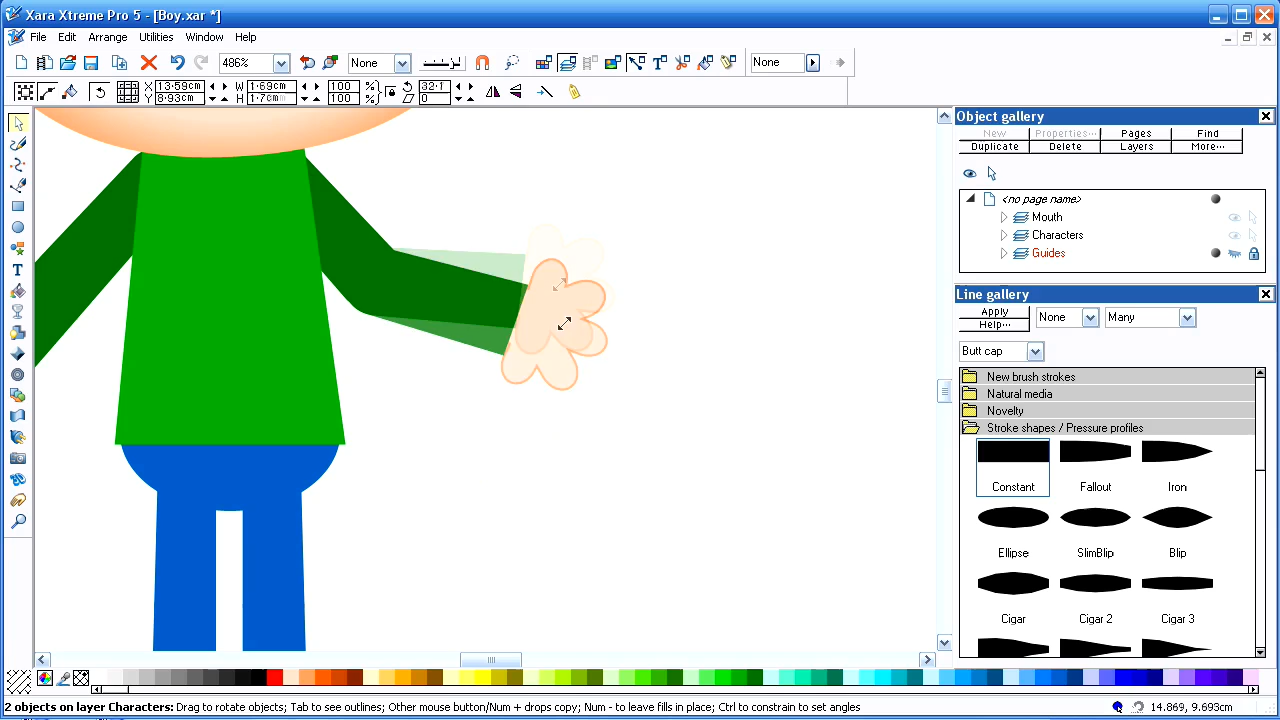 Xara Xtreme Pro 5 - [Boy.xar *]
File Edit Arrange Utilities Window Help
486% None None
X 13.59cm W 1.69cm 100 % 32.1
Y 8.93cm H 1.7cm 100 0
Object gallery
New Properties... Pages Find
Duplicate Delete Layers More...
<no page name>
Mouth
Characters
Guides
Line gallery
Apply None Many
Help...
Butt cap
New brush strokes
Natural media
Novelty
Stroke shapes / Pressure profiles
Constant Fallout Iron
Ellipse SlimBlip Blip
Cigar Cigar 2 Cigar 3
2 objects on layer Characters: Drag to rotate objects; Tab to see outlines; Other mouse button/Num + drops copy; Num - to leave fills in place; Ctrl to constrain to set angles 14.869, 9.693cm